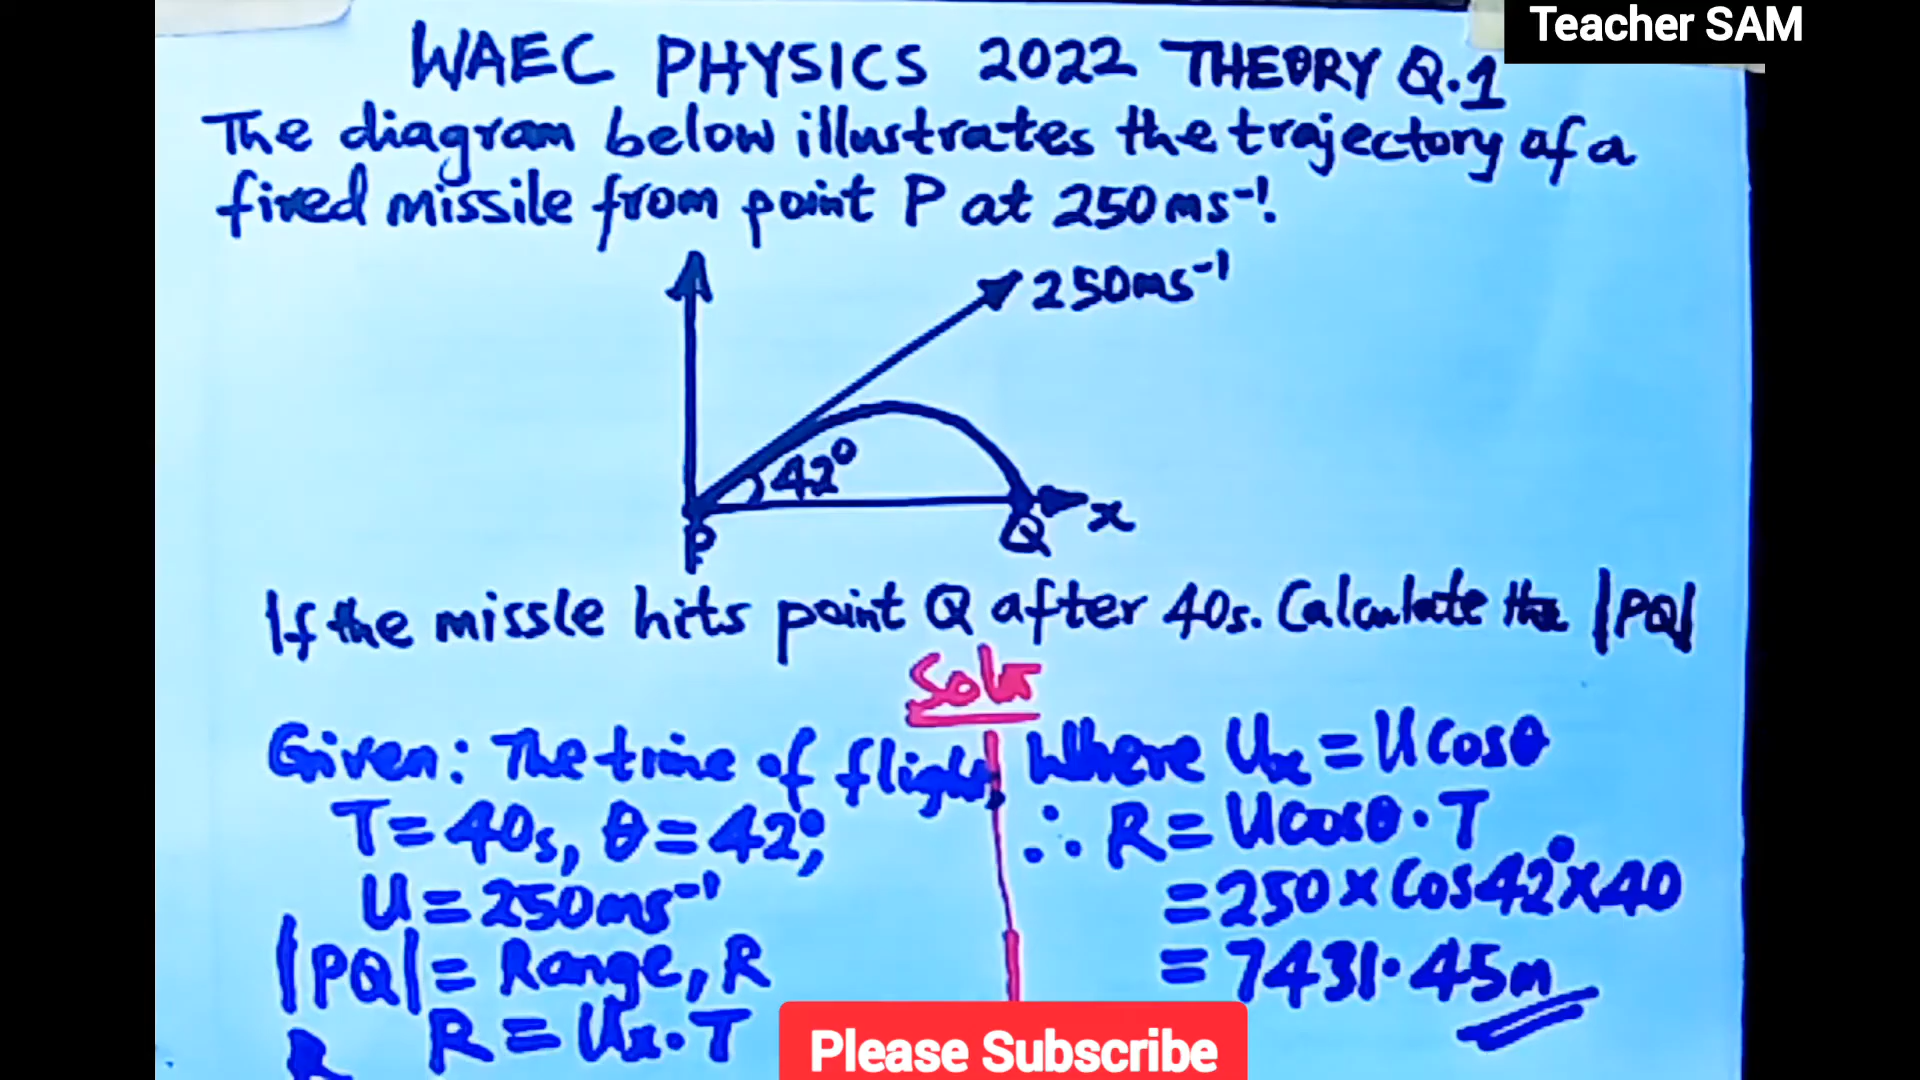 Teacher SAM
WAEC PHYSICS 2022 THEORY Q.1
The diagram below illustrates the trajectory of a
fired missile from point P at 250ms⁻¹.
250ms⁻¹
42°
P
Q
x
If the missle hits point Q after 40s. Calculate the |PQ|
Soln
Given: The time of flight,
T = 40s, θ = 42°,
U = 250ms⁻¹
|PQ| = Range, R
R = Ux·T
R
Where Ux = UCosθ
∴ R = Ucosθ · T
= 250 x Cos42° x 40
= 7431.45m
Please Subscribe